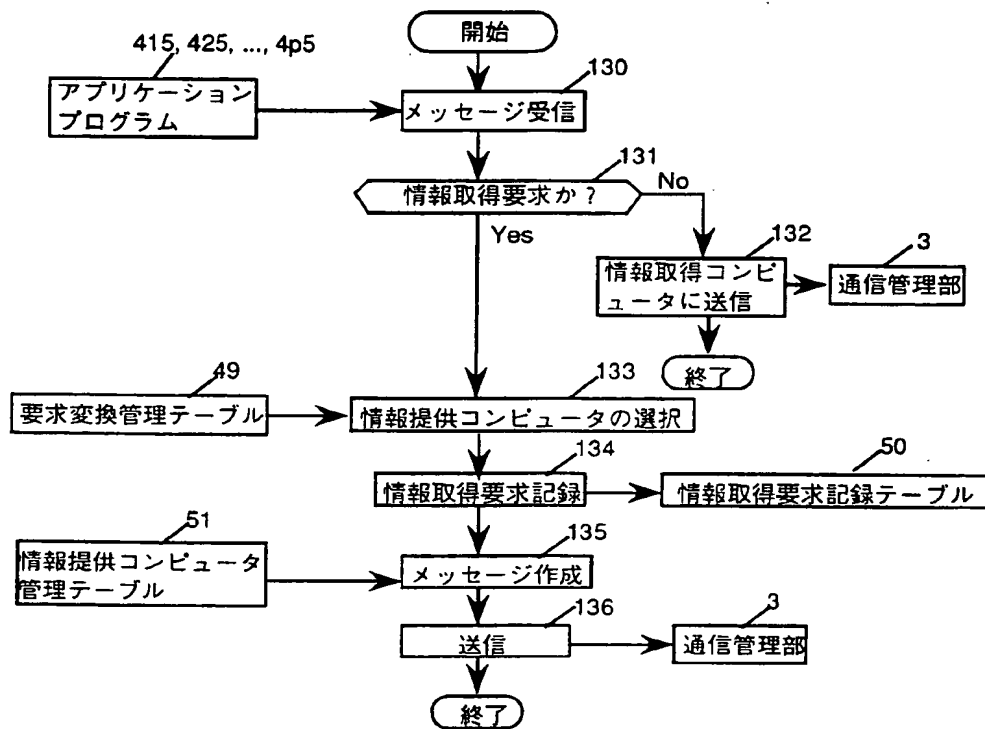 開始
415, 425, ..., 4p5
アプリケーション
プログラム
130
メッセージ受信
131
情報取得要求か？
No
Yes
132
情報取得コンピ
ュータに送信
3
通信管理部
終了
49
要求変換管理テーブル
133
情報提供コンピュータの選択
134
情報取得要求記録
50
情報取得要求記録テーブル
51
情報提供コンピュータ
管理テーブル
135
メッセージ作成
136
送信
3
通信管理部
終了